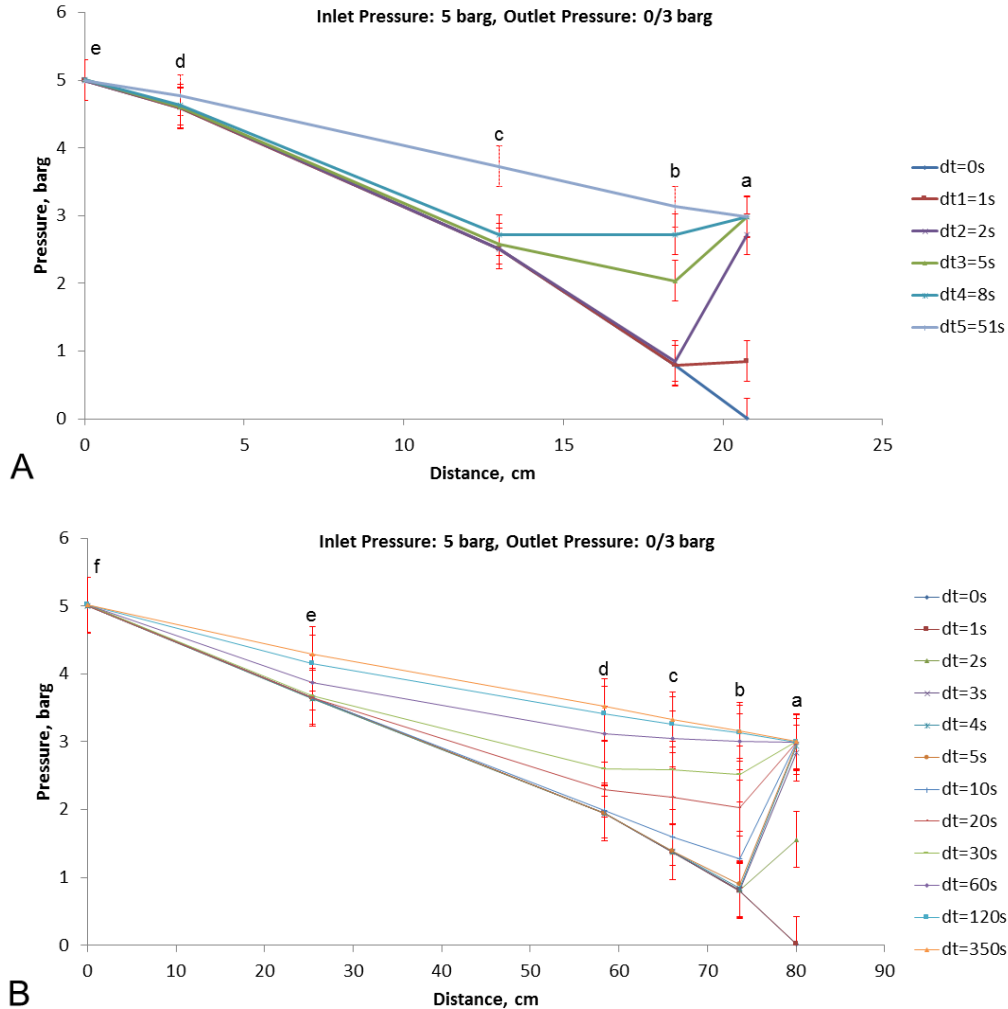 Inlet Pressure: 5 barg, Outlet Pressure: 0/3 barg
6
5
4
3
2
1
0
Pressure, barg
e
d
c
b
a
0
5
10
15
20
25
Distance, cm
dt=0s
dt1=1s
dt2=2s
dt3=5s
dt4=8s
dt5=51s
A
Inlet Pressure: 5 barg, Outlet Pressure: 0/3 barg
6
5
4
3
2
1
0
Pressure, barg
f
e
d
c
b
a
0
10
20
30
40
50
60
70
80
90
Distance, cm
dt=0s
dt=1s
dt=2s
dt=3s
dt=4s
dt=5s
dt=10s
dt=20s
dt=30s
dt=60s
dt=120s
dt=350s
B